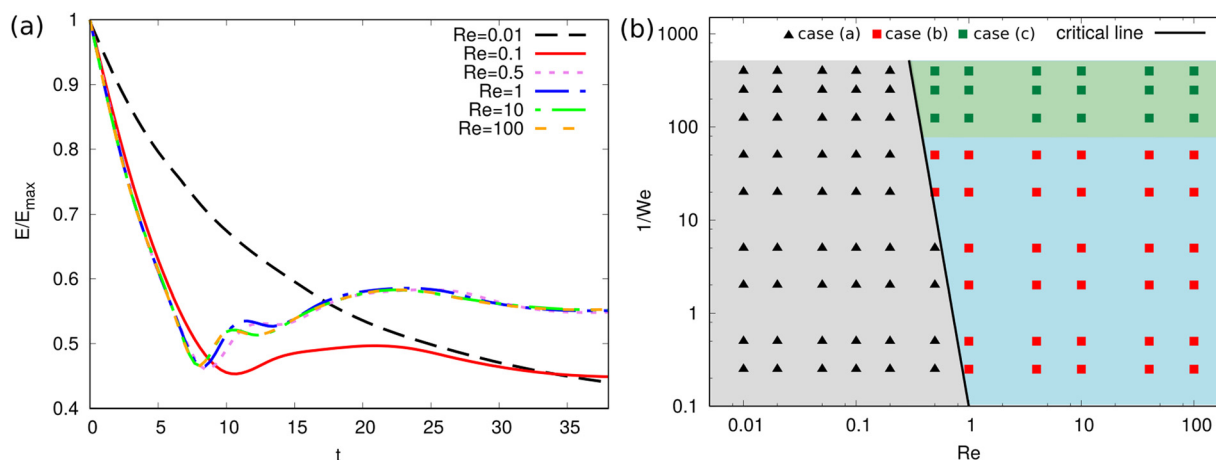 (a)
1
0.9
0.8
0.7
0.6
0.5
0.4
E/Emax
0 5 10 15 20 25 30 35
t
Re=0.01
Re=0.1
Re=0.5
Re=1
Re=10
Re=100
(b)
case (a) case (b) case (c) critical line
1000
100
10
1
0.1
1/We
0.01 0.1 1 10 100
Re